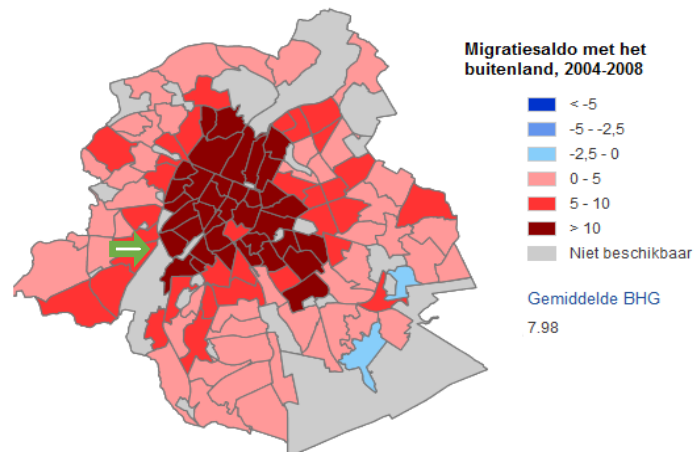 Migratiesaldo met het
buitenland, 2004-2008
< -5
-5 - -2,5
-2,5 - 0
0 - 5
5 - 10
> 10
Niet beschikbaar
Gemiddelde BHG
7.98